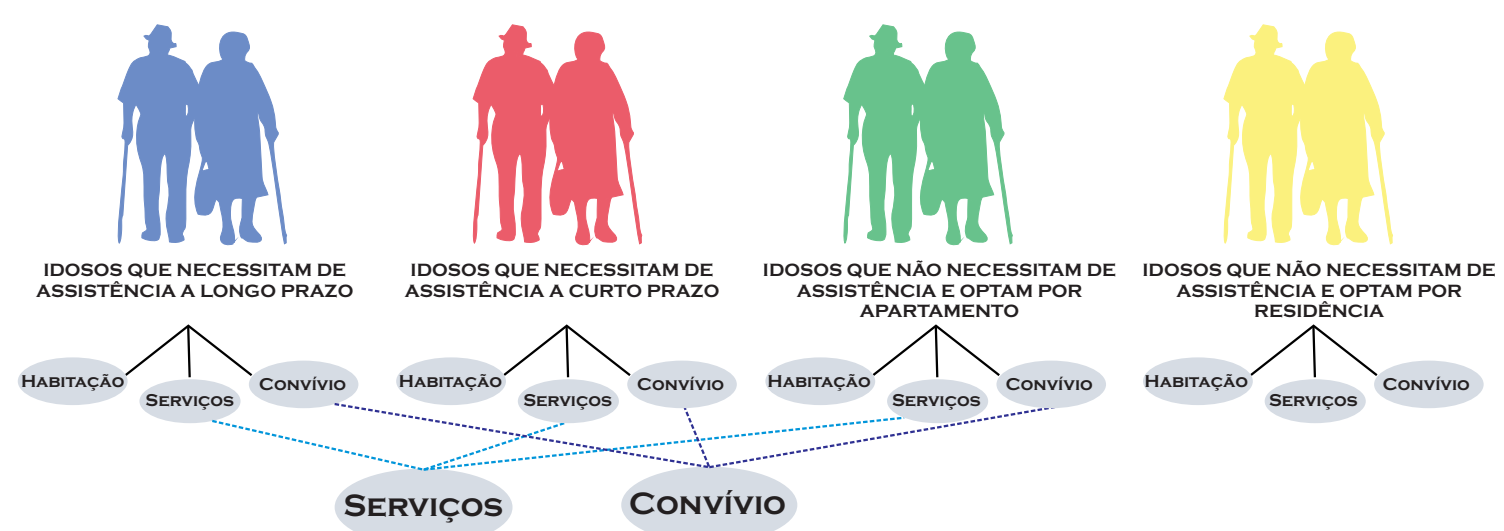 IDOSOS QUE NECESSITAM DE
ASSISTÊNCIA A LONGO PRAZO
IDOSOS QUE NECESSITAM DE
ASSISTÊNCIA A CURTO PRAZO
IDOSOS QUE NÃO NECESSITAM DE
ASSISTÊNCIA E OPTAM POR
APARTAMENTO
IDOSOS QUE NÃO NECESSITAM DE
ASSISTÊNCIA E OPTAM POR
RESIDÊNCIA
HABITAÇÃO
SERVIÇOS
CONVÍVIO
HABITAÇÃO
SERVIÇOS
CONVÍVIO
HABITAÇÃO
SERVIÇOS
CONVÍVIO
HABITAÇÃO
SERVIÇOS
CONVÍVIO
SERVIÇOS
CONVÍVIO